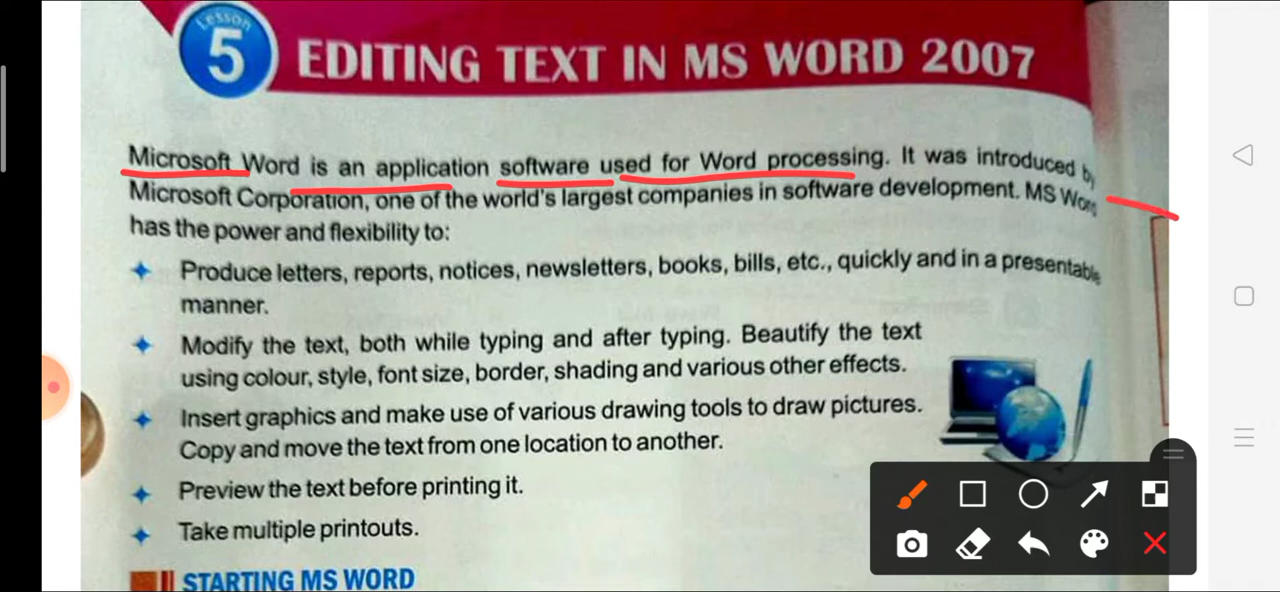 Lesson
5
EDITING TEXT IN MS WORD 2007
Microsoft Word is an application software used for Word processing. It was introduced by
Microsoft Corporation, one of the world's largest companies in software development. MS Word
has the power and flexibility to:
Produce letters, reports, notices, newsletters, books, bills, etc., quickly and in a presentable
manner.
Modify the text, both while typing and after typing. Beautify the text
using colour, style, font size, border, shading and various other effects.
Insert graphics and make use of various drawing tools to draw pictures.
Copy and move the text from one location to another.
Preview the text before printing it.
Take multiple printouts.
STARTING MS WORD